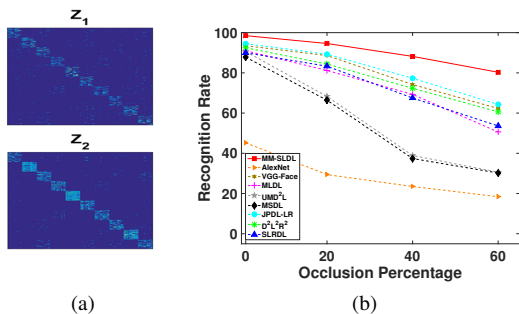 Z1
Z2
(a)
Recognition Rate
100
80
60
40
20
0
MM-SLDL
AlexNet
VGG-Face
MLDL
UMD²L
MSDL
JPDL-LR
D²L²R²
SLRDL
0
20
40
60
Occlusion Percentage
(b)